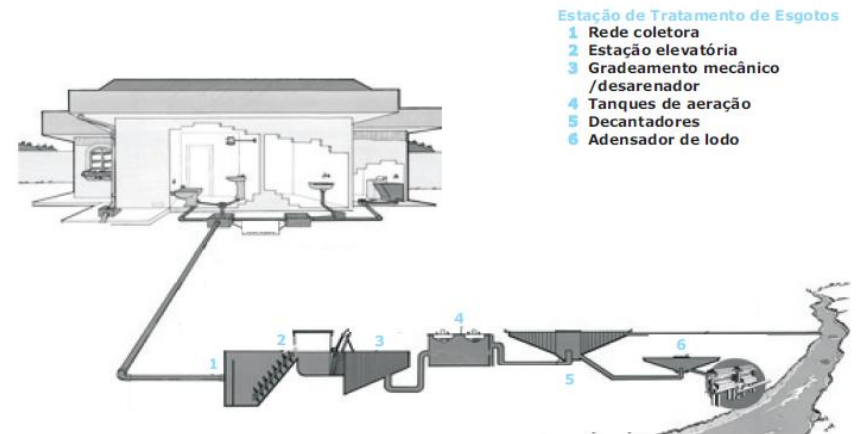 Estação de Tratamento de Esgotos
1 Rede coletora
2 Estação elevatória
3 Gradeamento mecânico
/desarenador
4 Tanques de aeração
5 Decantadores
6 Adensador de lodo
4
2
3
1
6
5